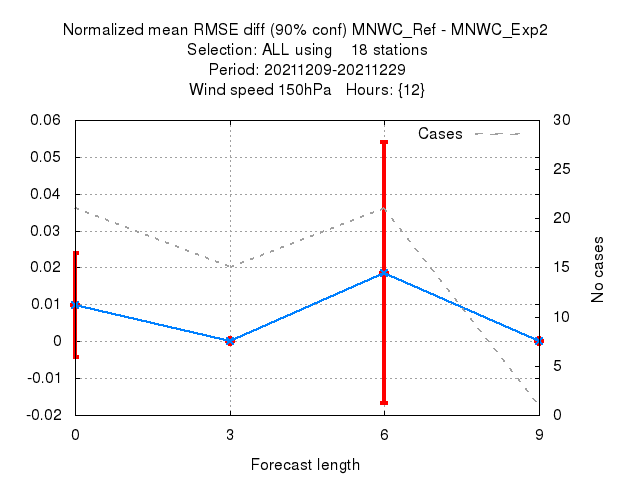 Normalized mean RMSE diff (90% conf) MNWC_Ref - MNWC_Exp2
Selection: ALL using    18 stations
Period: 20211209-20211229
Wind speed 150hPa   Hours: {12}
0.06
0.05
0.04
0.03
0.02
0.01
0
-0.01
-0.02
30
25
20
15
10
5
0
Cases
No cases
0
3
6
9
Forecast length